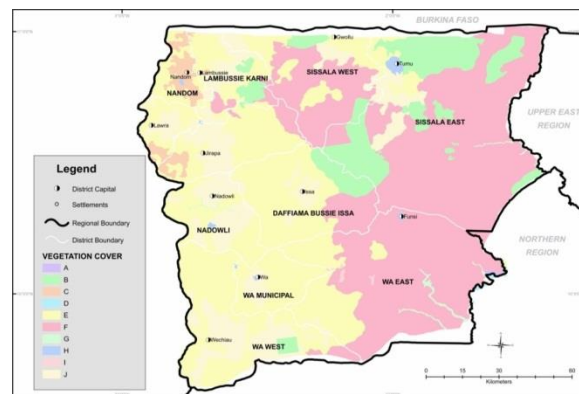 BURKINA FASO
Gwollu
Tumu
Nandom
Lambussie
LAMBUSSIE KARNI
SISSALA WEST
NANDOM
SISSALA EAST
UPPER EAST
REGION
Lawra
Jirapa
Legend
District Capital
Settlements
Regional Boundary
District Boundary
VEGETATION COVER
A
B
C
D
E
F
G
H
I
J
Nadowli
Issa
DAFFIAMA BUSSIE ISSA
Funsi
NADOWLI
NORTHERN
REGION
Wa
WA EAST
WA MUNICIPAL
Wechiau
WA WEST
0
15
30
60
Kilometers